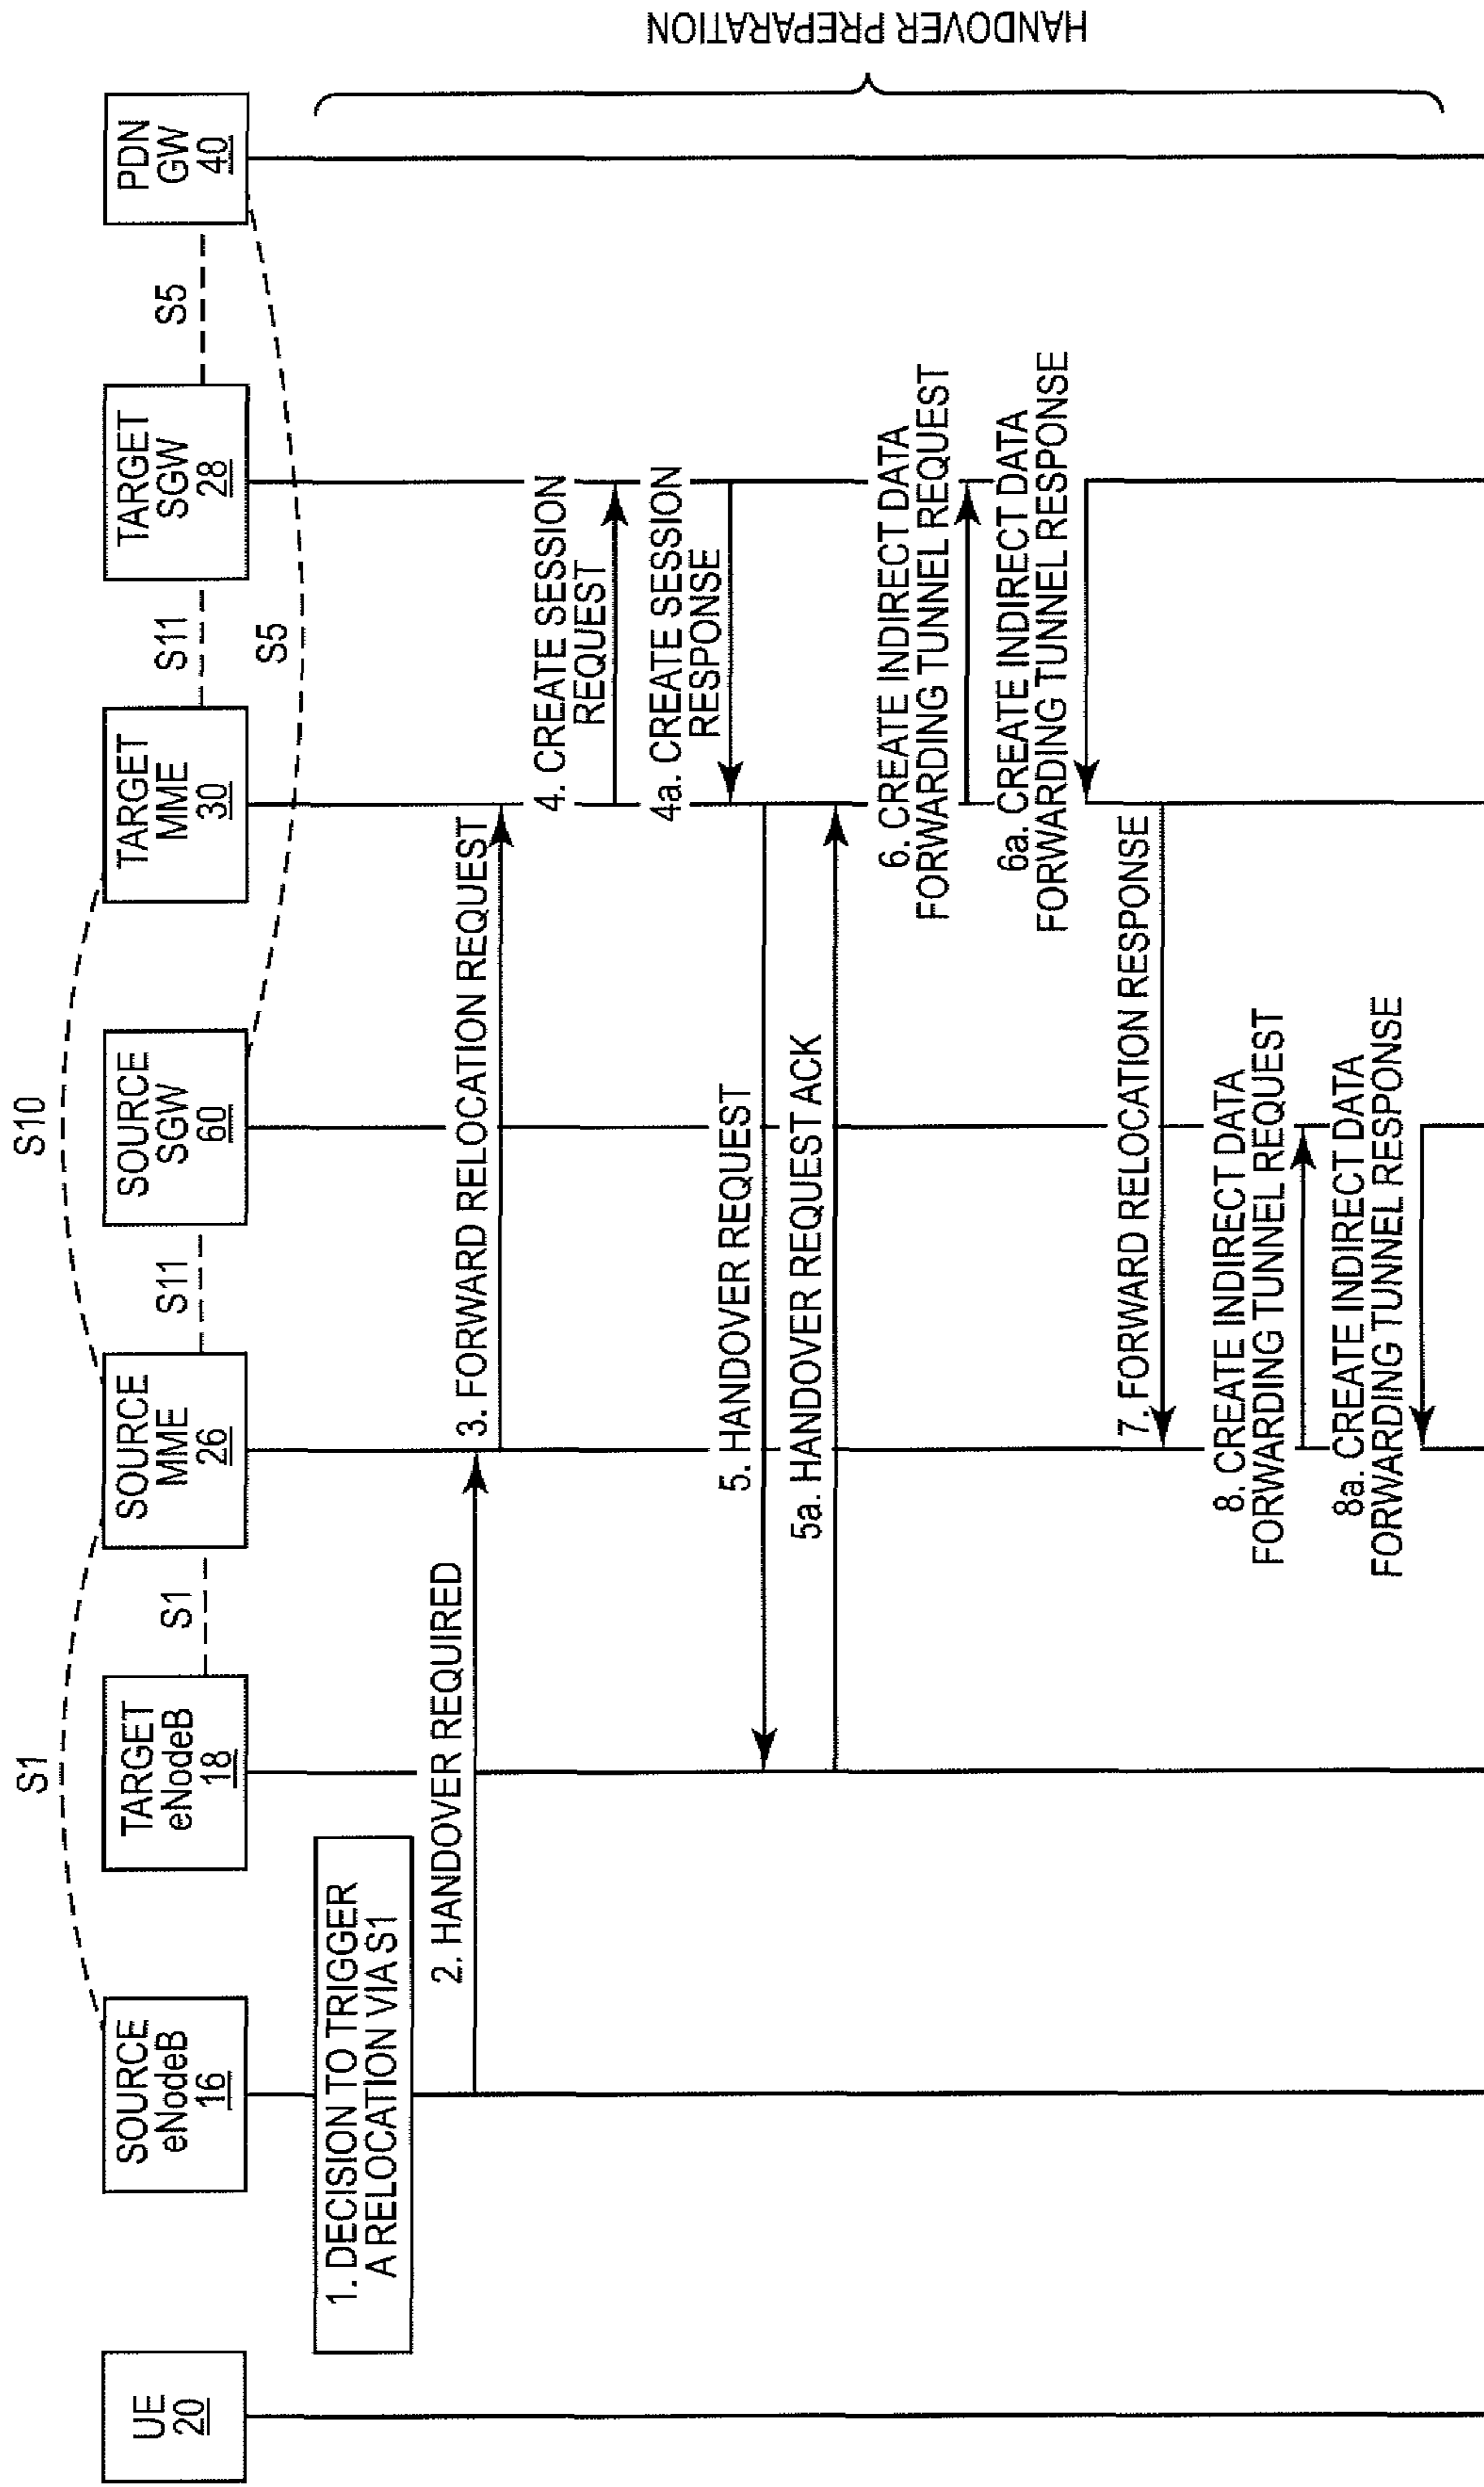 S1
S10
UE
20
SOURCE
eNodeB
16
TARGET
eNodeB
18
S1
SOURCE
MME
26
S11
SOURCE
SGW
60
TARGET
MME
30
S11
TARGET
SGW
28
S5
PDN
GW
40
S5
1. DECISION TO TRIGGER
A RELOCATION VIA S1
2. HANDOVER REQUIRED
3. FORWARD RELOCATION REQUEST
4. CREATE SESSION
REQUEST
4a. CREATE SESSION
RESPONSE
5. HANDOVER REQUEST
5a. HANDOVER REQUEST ACK
6. CREATE INDIRECT DATA
FORWARDING TUNNEL REQUEST
6a. CREATE INDIRECT DATA
FORWARDING TUNNEL RESPONSE
7. FORWARD RELOCATION RESPONSE
8. CREATE INDIRECT DATA
FORWARDING TUNNEL REQUEST
8a. CREATE INDIRECT DATA
FORWARDING TUNNEL RESPONSE
HANDOVER PREPARATION